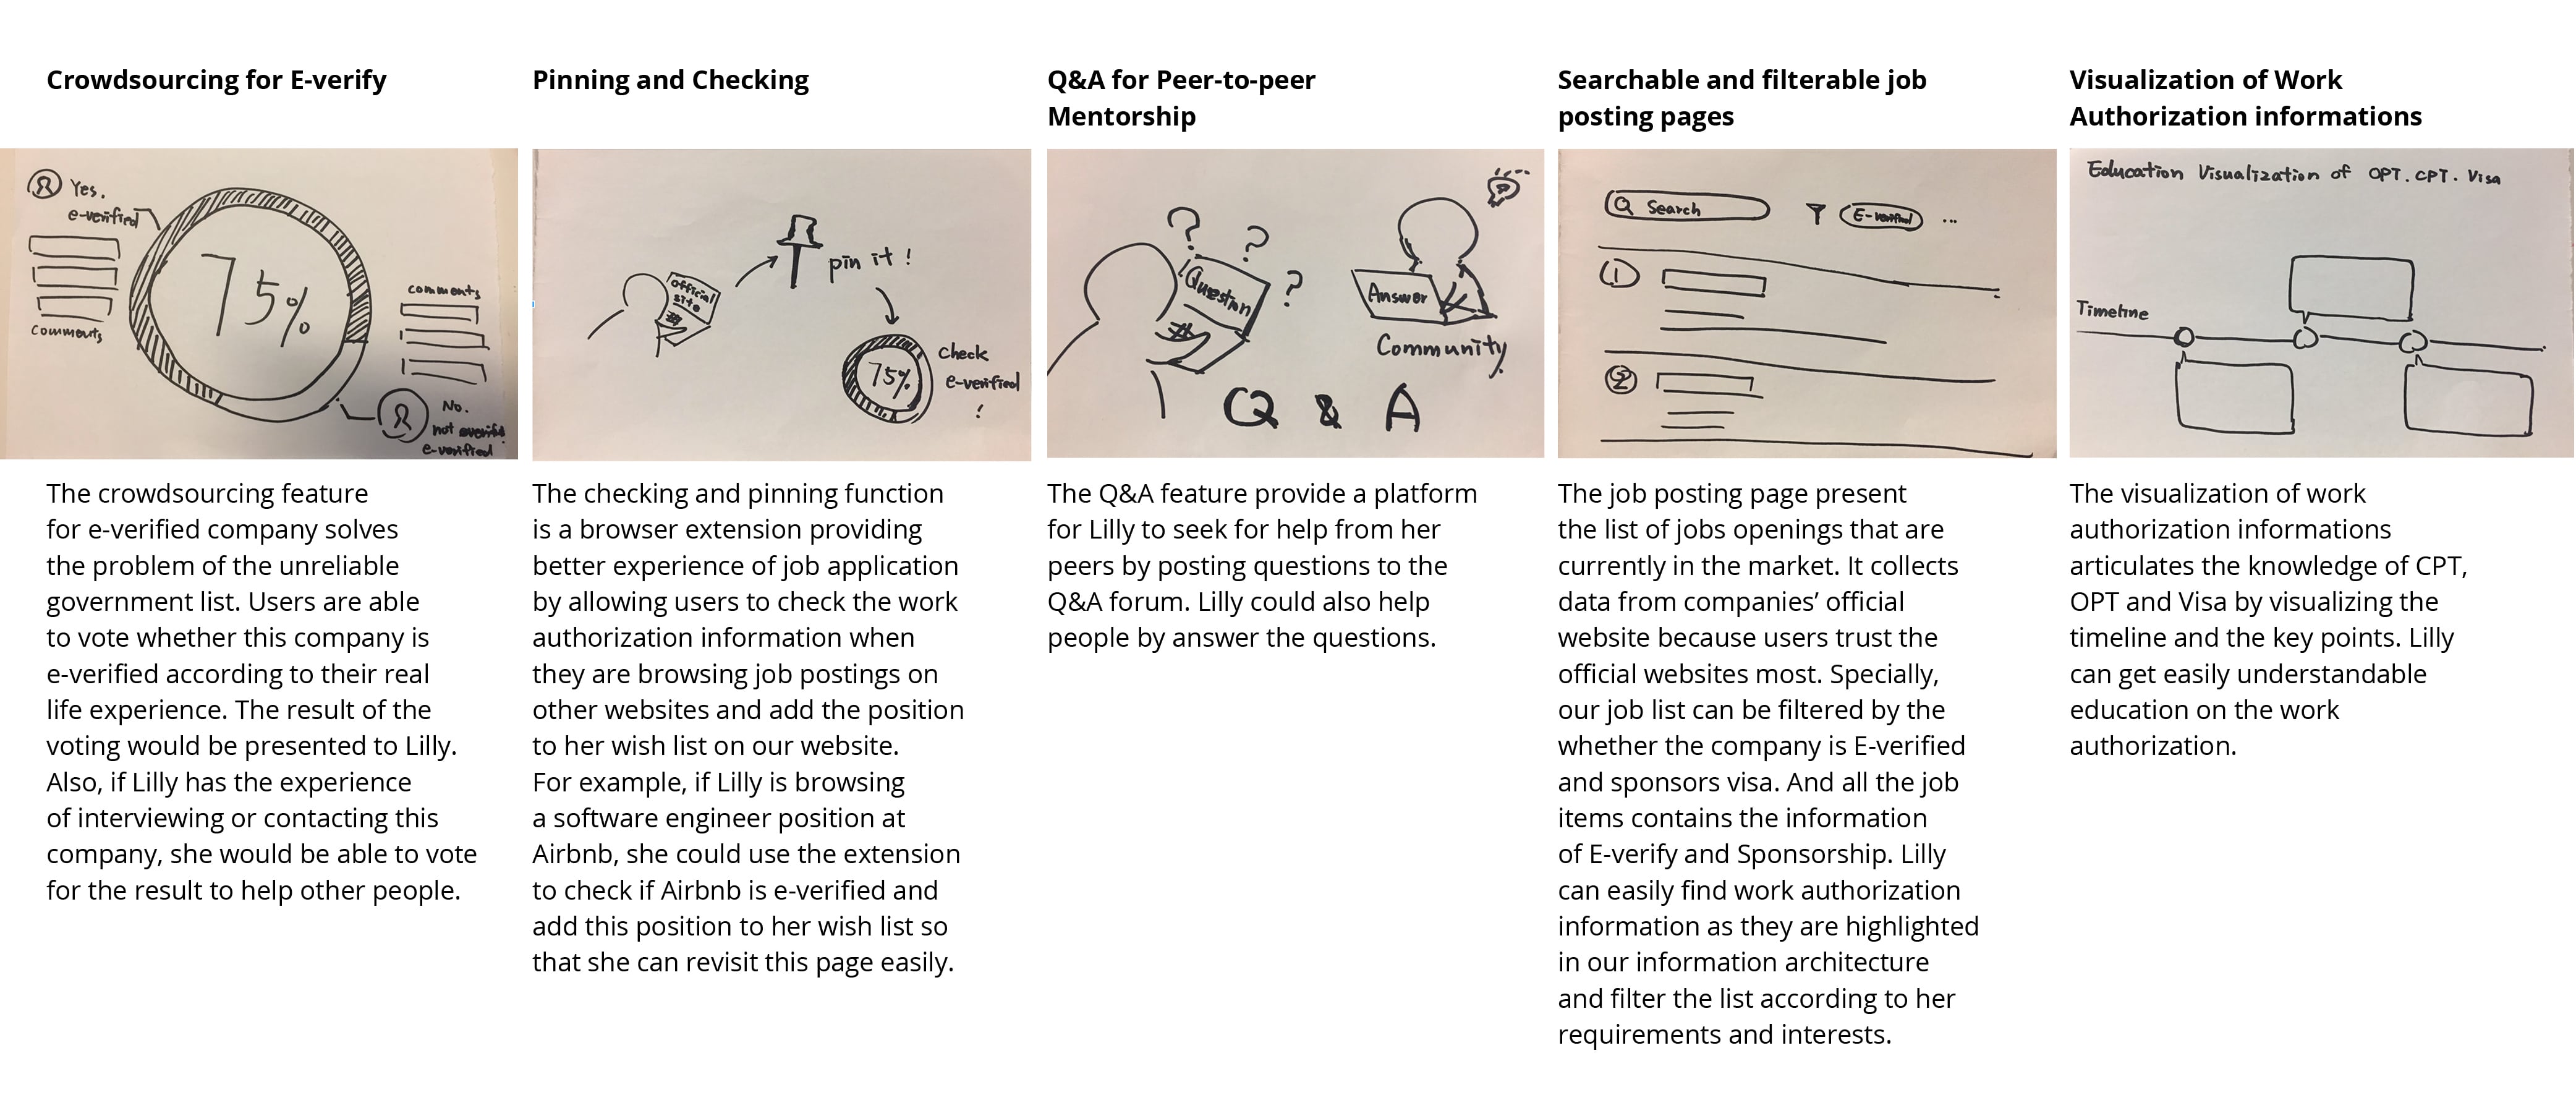 Crowdsourcing for E-verify
Yes.
e-verified
75%
comments
comments
No.
not
e-verified
The crowdsourcing feature
for e-verified company solves
the problem of the unreliable
government list. Users are able
to vote whether this company is
e-verified according to their real
life experience. The result of the
voting would be presented to Lilly.
Also, if Lilly has the experience
of interviewing or contacting this
company, she would be able to vote
for the result to help other people.
Pinning and Checking
official
site
pin it !
75%
check
e-verified
!
The checking and pinning function
is a browser extension providing
better experience of job application
by allowing users to check the work
authorization information when
they are browsing job postings on
other websites and add the position
to her wish list on our website.
For example, if Lilly is browsing
a software engineer position at
Airbnb, she could use the extension
to check if Airbnb is e-verified and
add this position to her wish list so
that she can revisit this page easily.
Q&A for Peer-to-peer
Mentorship
? ? ?
Question
Answer
Community
Q & A
The Q&A feature provide a platform
for Lilly to seek for help from her
peers by posting questions to the
Q&A forum. Lilly could also help
people by answer the questions.
Searchable and filterable job
posting pages
Search
E-verified ...
1
2
The job posting page present
the list of jobs openings that are
currently in the market. It collects
data from companies’ official
website because users trust the
official websites most. Specially,
our job list can be filtered by the
whether the company is E-verified
and sponsors visa. And all the job
items contains the information
of E-verify and Sponsorship. Lilly
can easily find work authorization
information as they are highlighted
in our information architecture
and filter the list according to her
requirements and interests.
Visualization of Work
Authorization informations
Education Visualization of OPT. CPT. Visa
Timeline
The visualization of work
authorization informations
articulates the knowledge of CPT,
OPT and Visa by visualizing the
timeline and the key points. Lilly
can get easily understandable
education on the work
authorization.